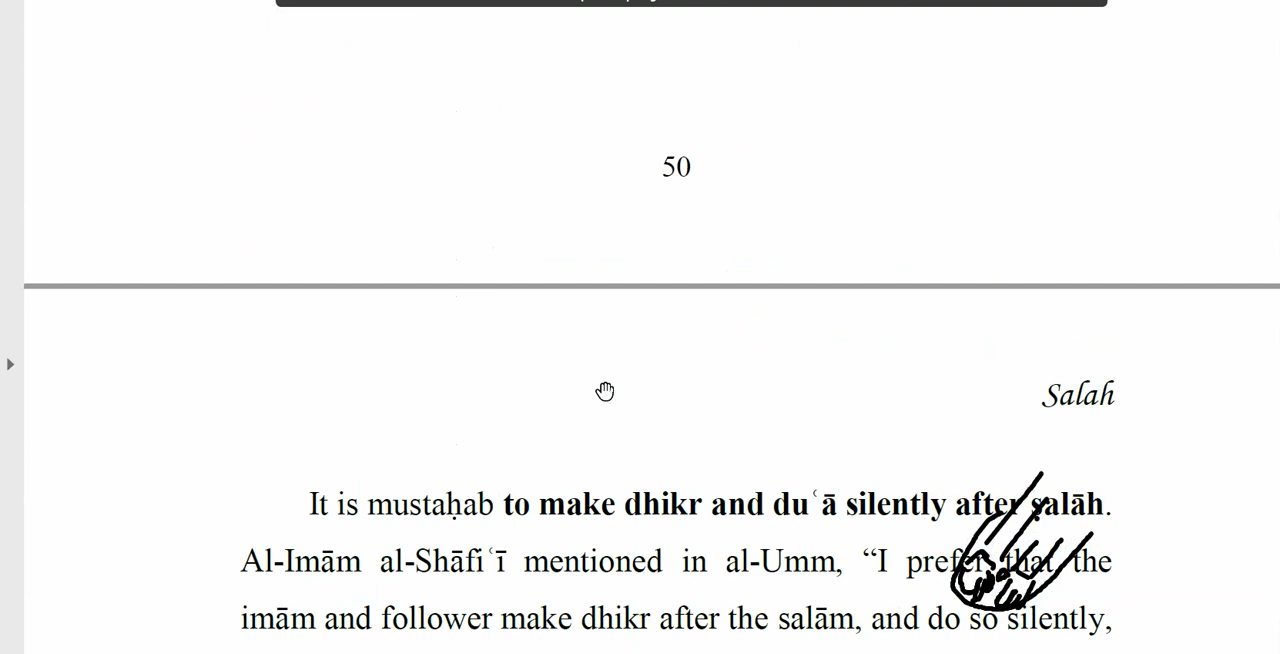 50
Salah
It is mustaḥab to make dhikr and duʿā silently after ṣalāh.
Al-Imām al-Shāfiʿī mentioned in al-Umm, “I prefer that the
imām and follower make dhikr after the salām, and do so silently,